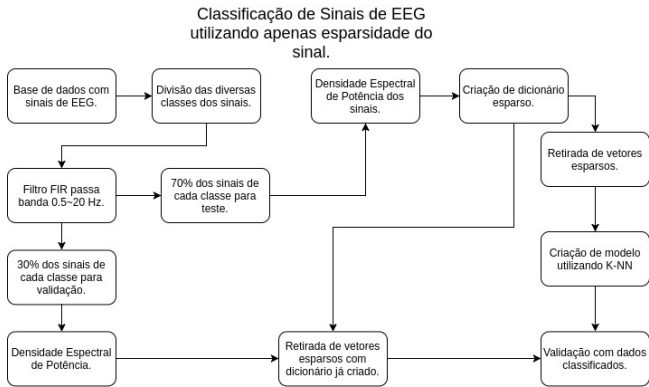 Classificação de Sinais de EEG
utilizando apenas esparsidade do
sinal.
Base de dados com
sinais de EEG.
Divisão das diversas
classes dos sinais.
Densidade Espectral
de Potência dos
sinais.
Criação de dicionário
esparso.
Retirada de vetores
esparsos.
Filtro FIR passa
banda 0.5~20 Hz.
70% dos sinais de
cada classe para
teste.
30% dos sinais de
cada classe para
validação.
Criação de modelo
utilizando K-NN
Densidade Espectral
de Potência.
Retirada de vetores
esparsos com
dicionário já criado.
Validação com dados
classificados.